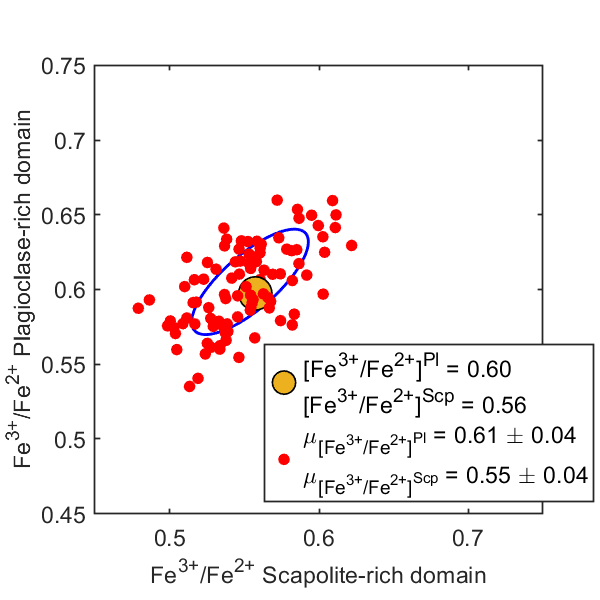 0.75
0.7
0.65
0.6
0.55
0.5
0.45
Fe3+/Fe2+ Plagioclase-rich domain
[Fe3+/Fe2+]Pl = 0.60
[Fe3+/Fe2+]Scp = 0.56
μ[Fe3+/Fe2+]Pl = 0.61 ± 0.04
μ[Fe3+/Fe2+]Scp = 0.55 ± 0.04
0.5 0.6 0.7
Fe3+/Fe2+ Scapolite-rich domain